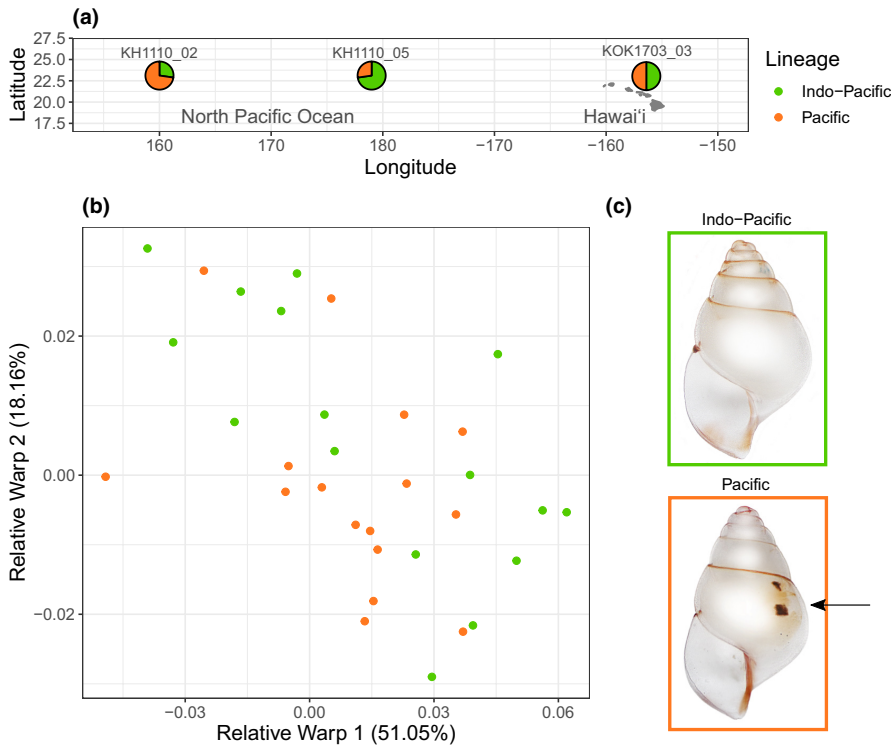 (a)
27.5
25.0
22.5
20.0
17.5
Latitude
KH1110_02
KH1110_05
KOK1703_03
North Pacific Ocean
Hawaiʻi
160
170
180
−170
−160
−150
Longitude
Lineage
Indo−Pacific
Pacific
(b)
0.02
0.00
−0.02
Relative Warp 2 (18.16%)
−0.03
0.00
0.03
0.06
Relative Warp 1 (51.05%)
(c)
Indo−Pacific
Pacific